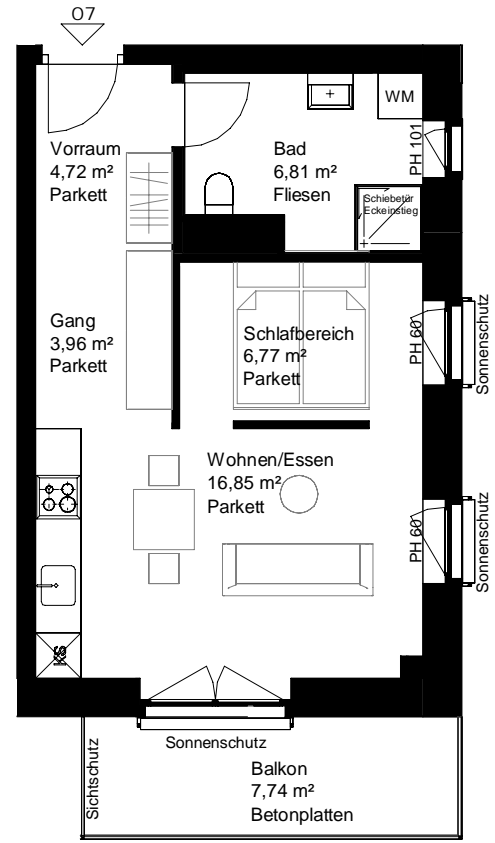 07
Vorraum
4,72 m²
Parkett
Bad
6,81 m²
Fliesen
WM
PH 101
Schiebetür
Eckeinstieg
Gang
3,96 m²
Parkett
Schlafbereich
6,77 m²
Parkett
PH 60
Sonnenschutz
Wohnen/Essen
16,85 m²
Parkett
PH 60
Sonnenschutz
KS
Sonnenschutz
Sichtschutz
Balkon
7,74 m²
Betonplatten